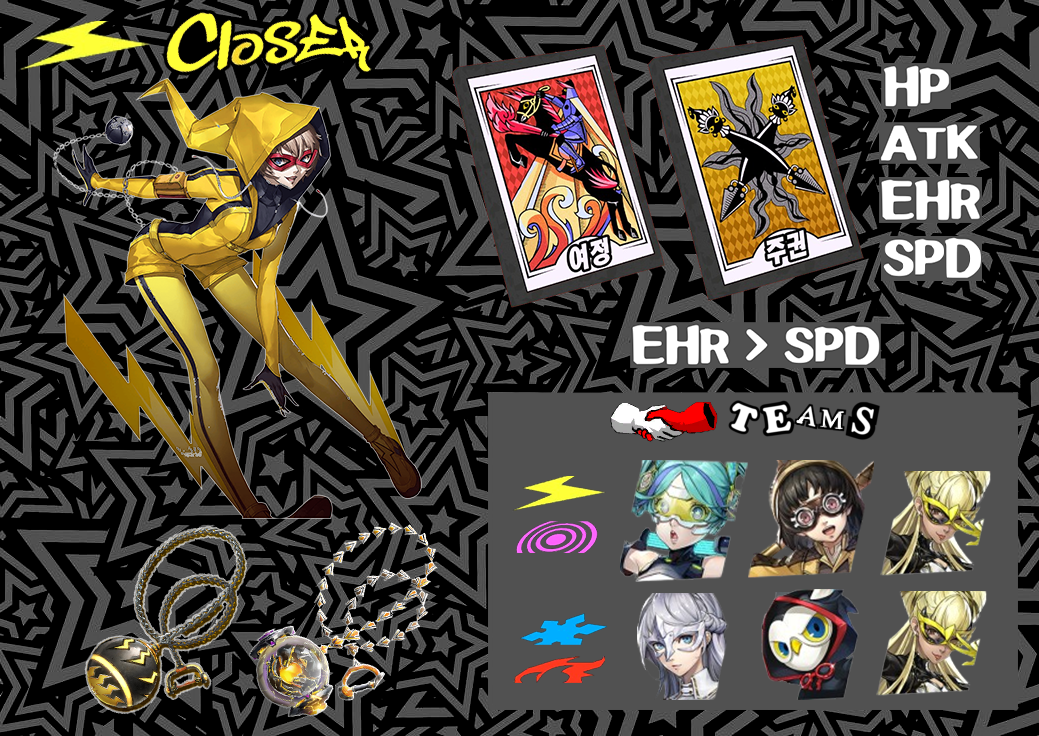 CLOSER
여정
주권
HP
ATK
EHR
SPD
EHR > SPD
TEAMS